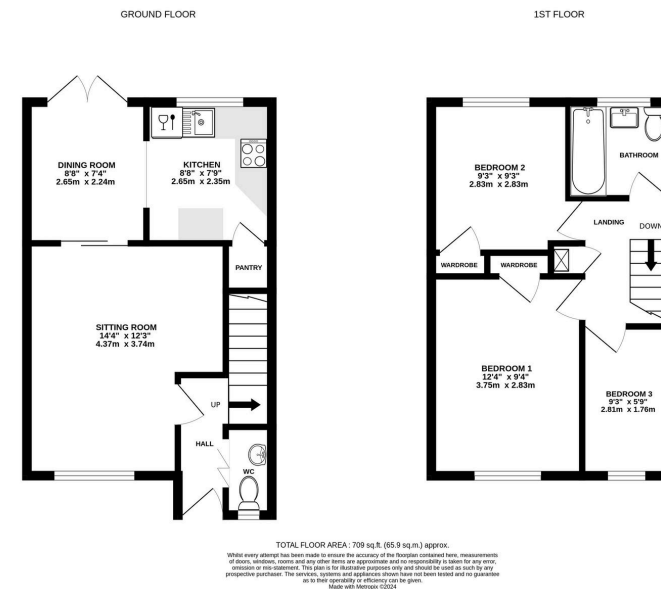 GROUND FLOOR
1ST FLOOR
DINING ROOM
8'8" x 7'4"
2.65m x 2.24m
KITCHEN
8'8" x 7'9"
2.65m x 2.35m
PANTRY
SITTING ROOM
14'4" x 12'3"
4.37m x 3.74m
UP
HALL
WC
BEDROOM 2
9'3" x 9'3"
2.83m x 2.83m
BATHROOM
LANDING
DOWN
WARDROBE
WARDROBE
BEDROOM 1
12'4" x 9'4"
3.75m x 2.83m
BEDROOM 3
9'3" x 5'9"
2.81m x 1.76m
TOTAL FLOOR AREA : 709 sq.ft. (65.9 sq.m.) approx.
Whilst every attempt has been made to ensure the accuracy of the floorplan contained here, measurements
of doors, windows, rooms and any other items are approximate and no responsibility is taken for any error,
omission or mis-statement. This plan is for illustrative purposes only and should be used as such by any
prospective purchaser. The services, systems and appliances shown have not been tested and no guarantee
as to their operability or efficiency can be given.
Made with Metropix ©2024